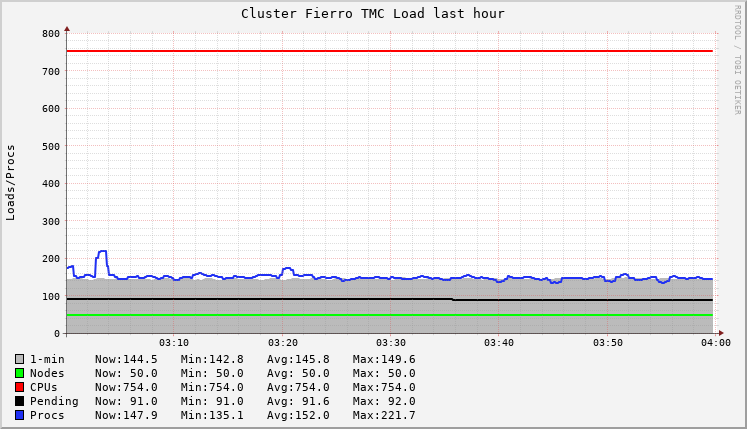 Cluster Fierro TMC Load last hour
RRDTOOL / TOBI OETIKER
Loads/Procs
800
700
600
500
400
300
200
100
0
03:10 03:20 03:30 03:40 03:50 04:00
1-min Now:144.5 Min:142.8 Avg:145.8 Max:149.6
Nodes Now: 50.0 Min: 50.0 Avg: 50.0 Max: 50.0
CPUs Now:754.0 Min:754.0 Avg:754.0 Max:754.0
Pending Now: 91.0 Min: 91.0 Avg: 91.6 Max: 92.0
Procs Now:147.9 Min:135.1 Avg:152.0 Max:221.7